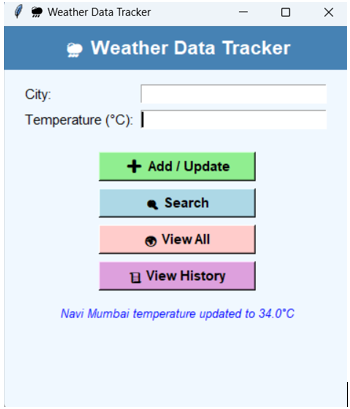 Weather Data Tracker
Weather Data Tracker
City:
Temperature (°C):
Add / Update
Search
View All
View History
Navi Mumbai temperature updated to 34.0°C